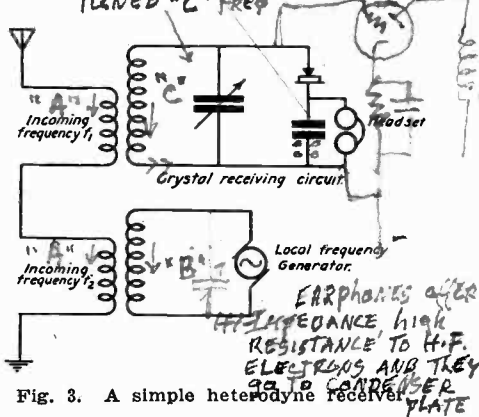 TUNED "C" FREQ
"A"
Incoming
frequency f₁
"C"
Headset
Crystal receiving circuit.
"A"
Incoming
frequency f₂
"B"
Local frequency
Generator.
EARphones offer
HI-IMPEDANCE, high
RESISTANCE TO H.F.
ELECTRONS AND THEY
go TO CONDENSER
PLATE
Fig. 3. A simple heterodyne receiver.